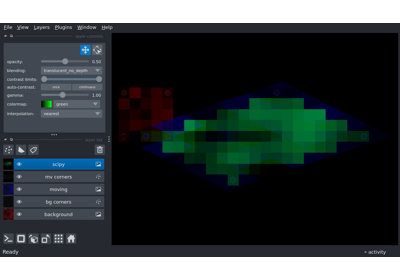 File View Layers Plugins Window Help
opacity: 0.50
blending: translucent_no_depth
contrast limits:
auto-contrast: once continuous
gamma: 1.00
colormap: green
interpolation: nearest
scipy
mv corners
moving
bg corners
background
Ready activity